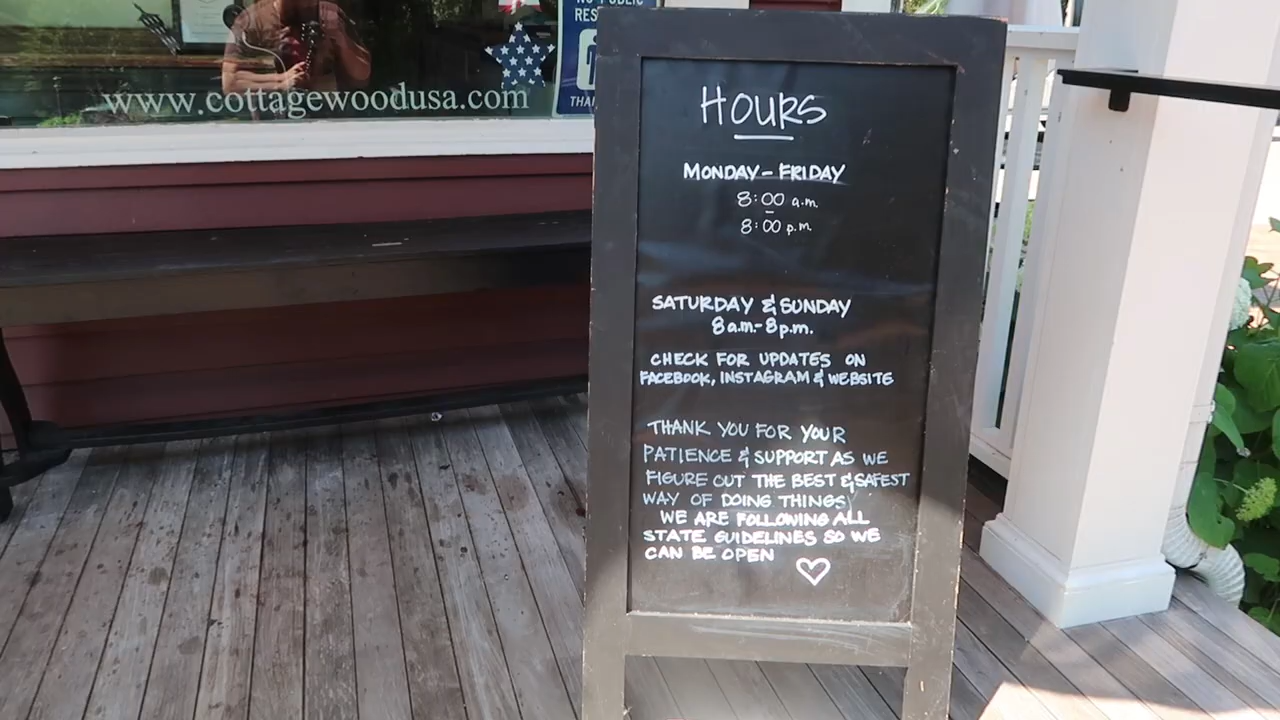 NO PUBLIC
www.cottagewoodusa.com
HOURS
MONDAY - FRIDAY
8:00 a.m.
-
8:00 p.m.
SATURDAY & SUNDAY
8 a.m. - 8 p.m.
CHECK FOR UPDATES ON
FACEBOOK, INSTAGRAM & WEBSITE
THANK YOU FOR YOUR
PATIENCE & SUPPORT AS WE
FIGURE OUT THE BEST & SAFEST
WAY OF DOING THINGS
WE ARE FOLLOWING ALL
STATE GUIDELINES SO WE
CAN BE OPEN